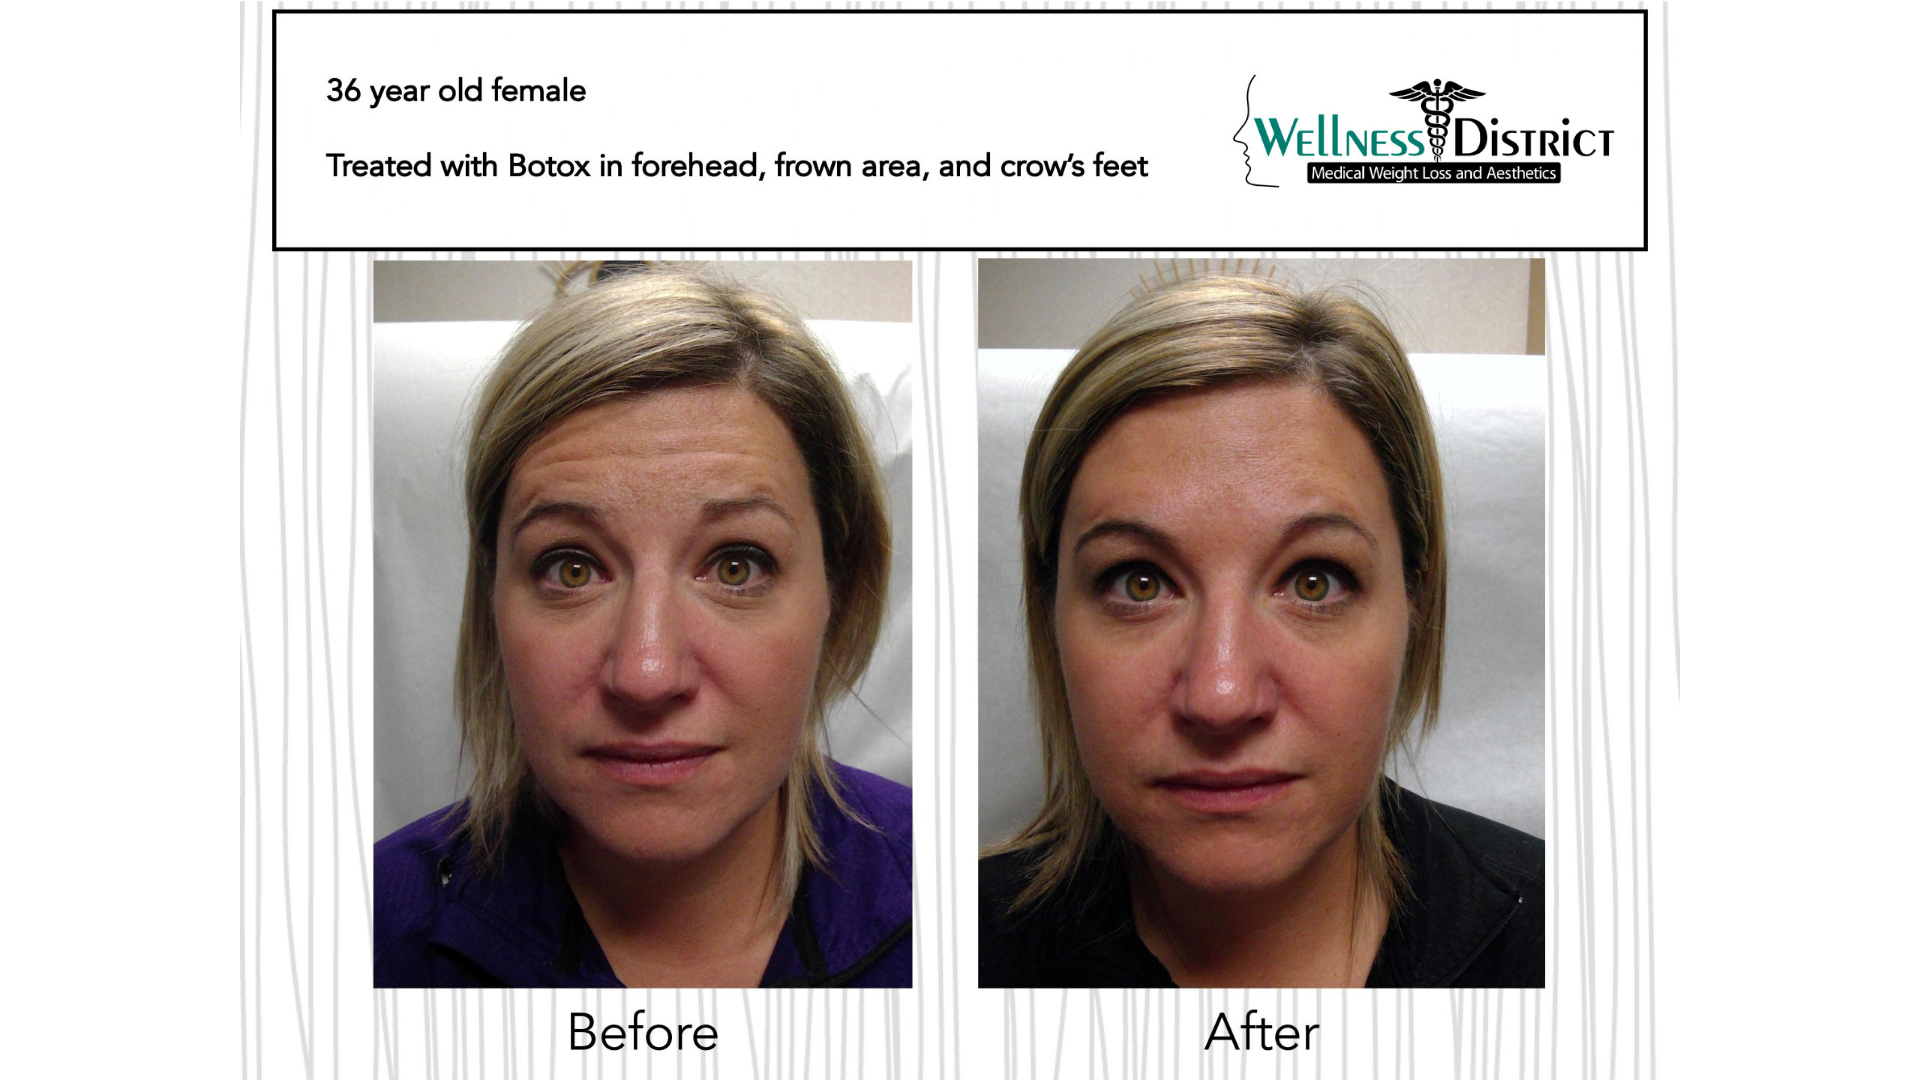 36 year old female
Treated with Botox in forehead, frown area, and crow's feet
WELLNESS DISTRICT
Medical Weight Loss and Aesthetics
Before
After